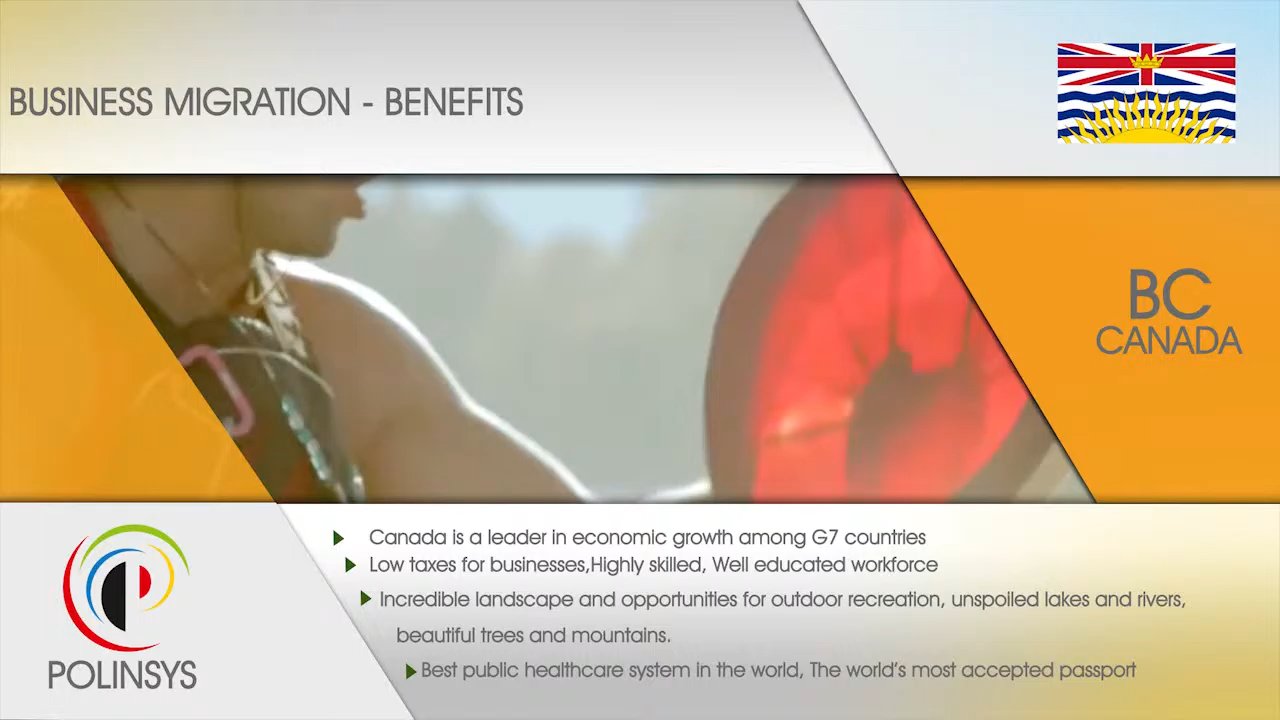 BUSINESS MIGRATION - BENEFITS
BC
CANADA
Canada is a leader in economic growth among G7 countries
Low taxes for businesses,Highly skilled, Well educated workforce
Incredible landscape and opportunities for outdoor recreation, unspoiled lakes and rivers,
beautiful trees and mountains.
Best public healthcare system in the world, The world's most accepted passport
POLINSYS